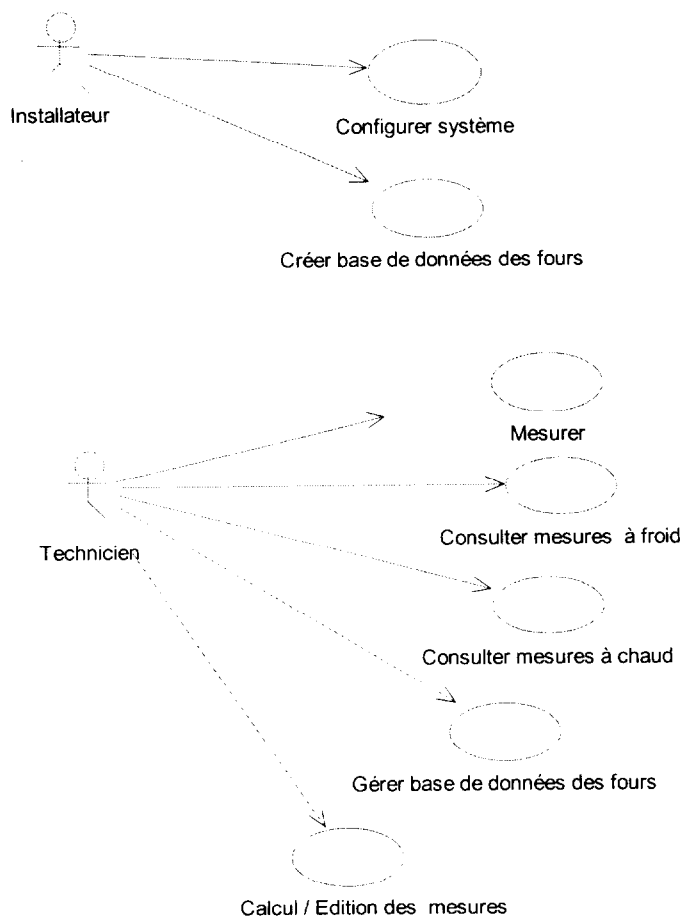 Installateur
Configurer système
Créer base de données des fours
Mesurer
Consulter mesures à froid
Technicien
Consulter mesures à chaud
Gérer base de données des fours
Calcul / Edition des mesures